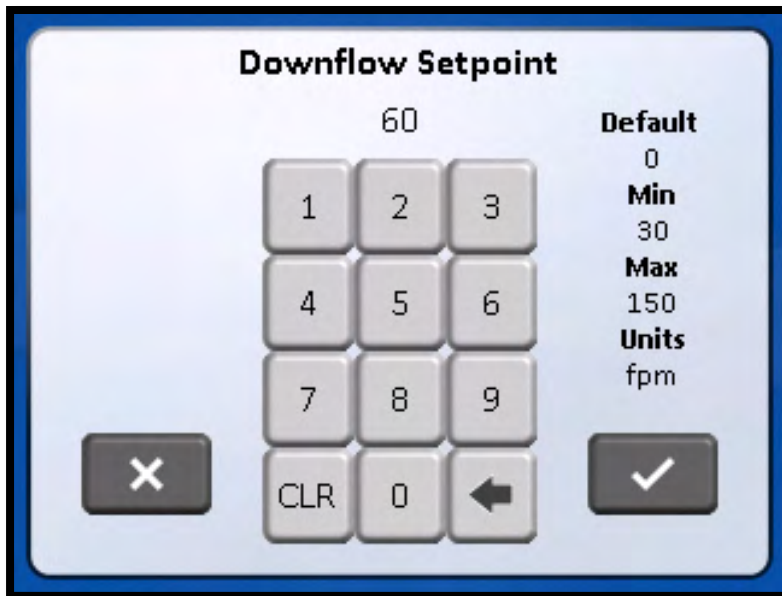 Downflow Setpoint
60
1 2 3
4 5 6
7 8 9
CLR 0
Default
0
Min
30
Max
150
Units
fpm